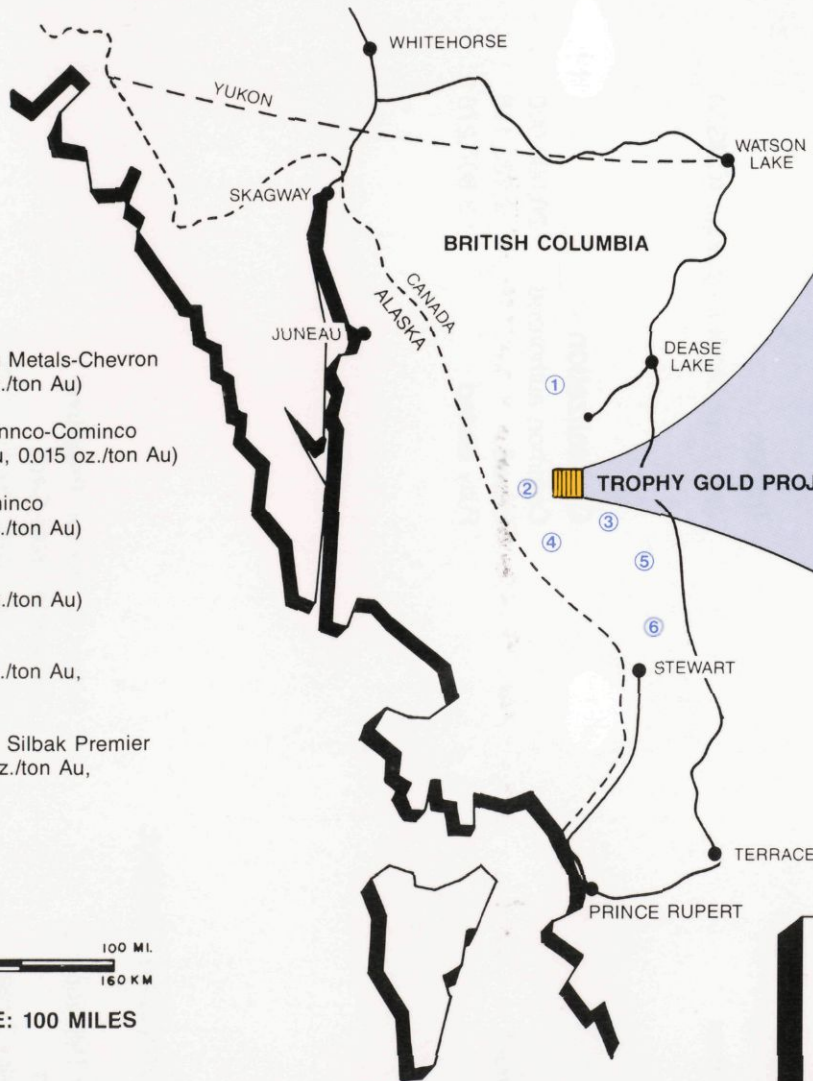 WHITEHORSE
YUKON
WATSON
LAKE
SKAGWAY
BRITISH COLUMBIA
CANADA
ALASKA
JUNEAU
DEASE
LAKE
Metals-Chevron
./ton Au)
nnco-Cominco
u, 0.015 oz./ton Au)
ninco
./ton Au)
./ton Au)
./ton Au,
Silbak Premier
z./ton Au,
1
2
TROPHY GOLD PROJ
3
4
5
6
STEWART
TERRACE
PRINCE RUPERT
100 MI.
160 KM
E: 100 MILES